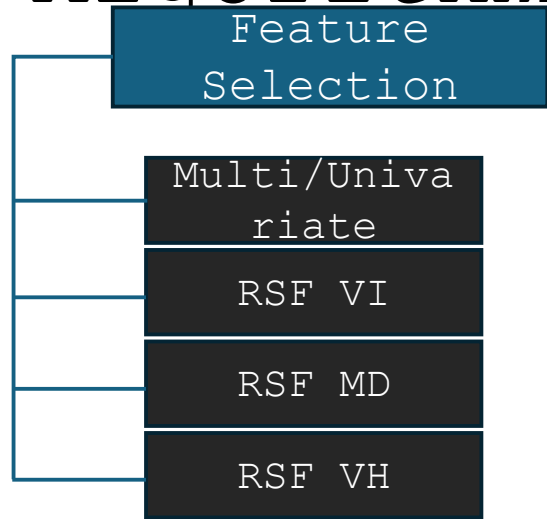 Feature
Selection
Multi/Univa
riate
RSF VI
RSF MD
RSF VH